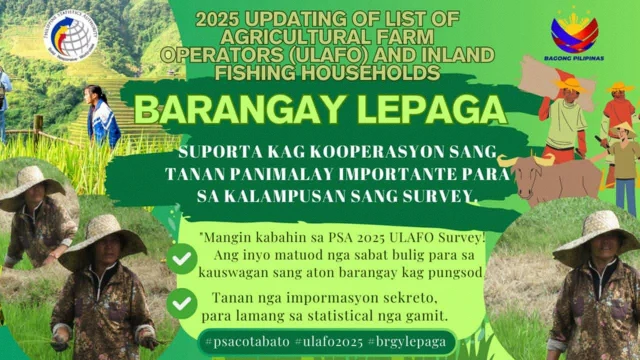 2025 UPDATING OF LIST OF
AGRICULTURAL FARM
OPERATORS (ULAFO) AND INLAND
FISHING HOUSEHOLDS
BAGONG PILIPINAS
BARANGAY LEPAGA
SUPORTA KAG KOOPERASYON SANG
TANAN PANIMALAY IMPORTANTE PARA
SA KALAMPUSAN SANG SURVEY.
"Mangin kabahin sa PSA 2025 ULAFO Survey!
Ang inyo matuod nga sabat bulig para sa
kauswagan sang aton barangay kag pungsod
Tanan nga impormasyon sekreto,
para lamang sa statistical nga gamit.
#psacotabato #ulafo2025 #brgylepaga